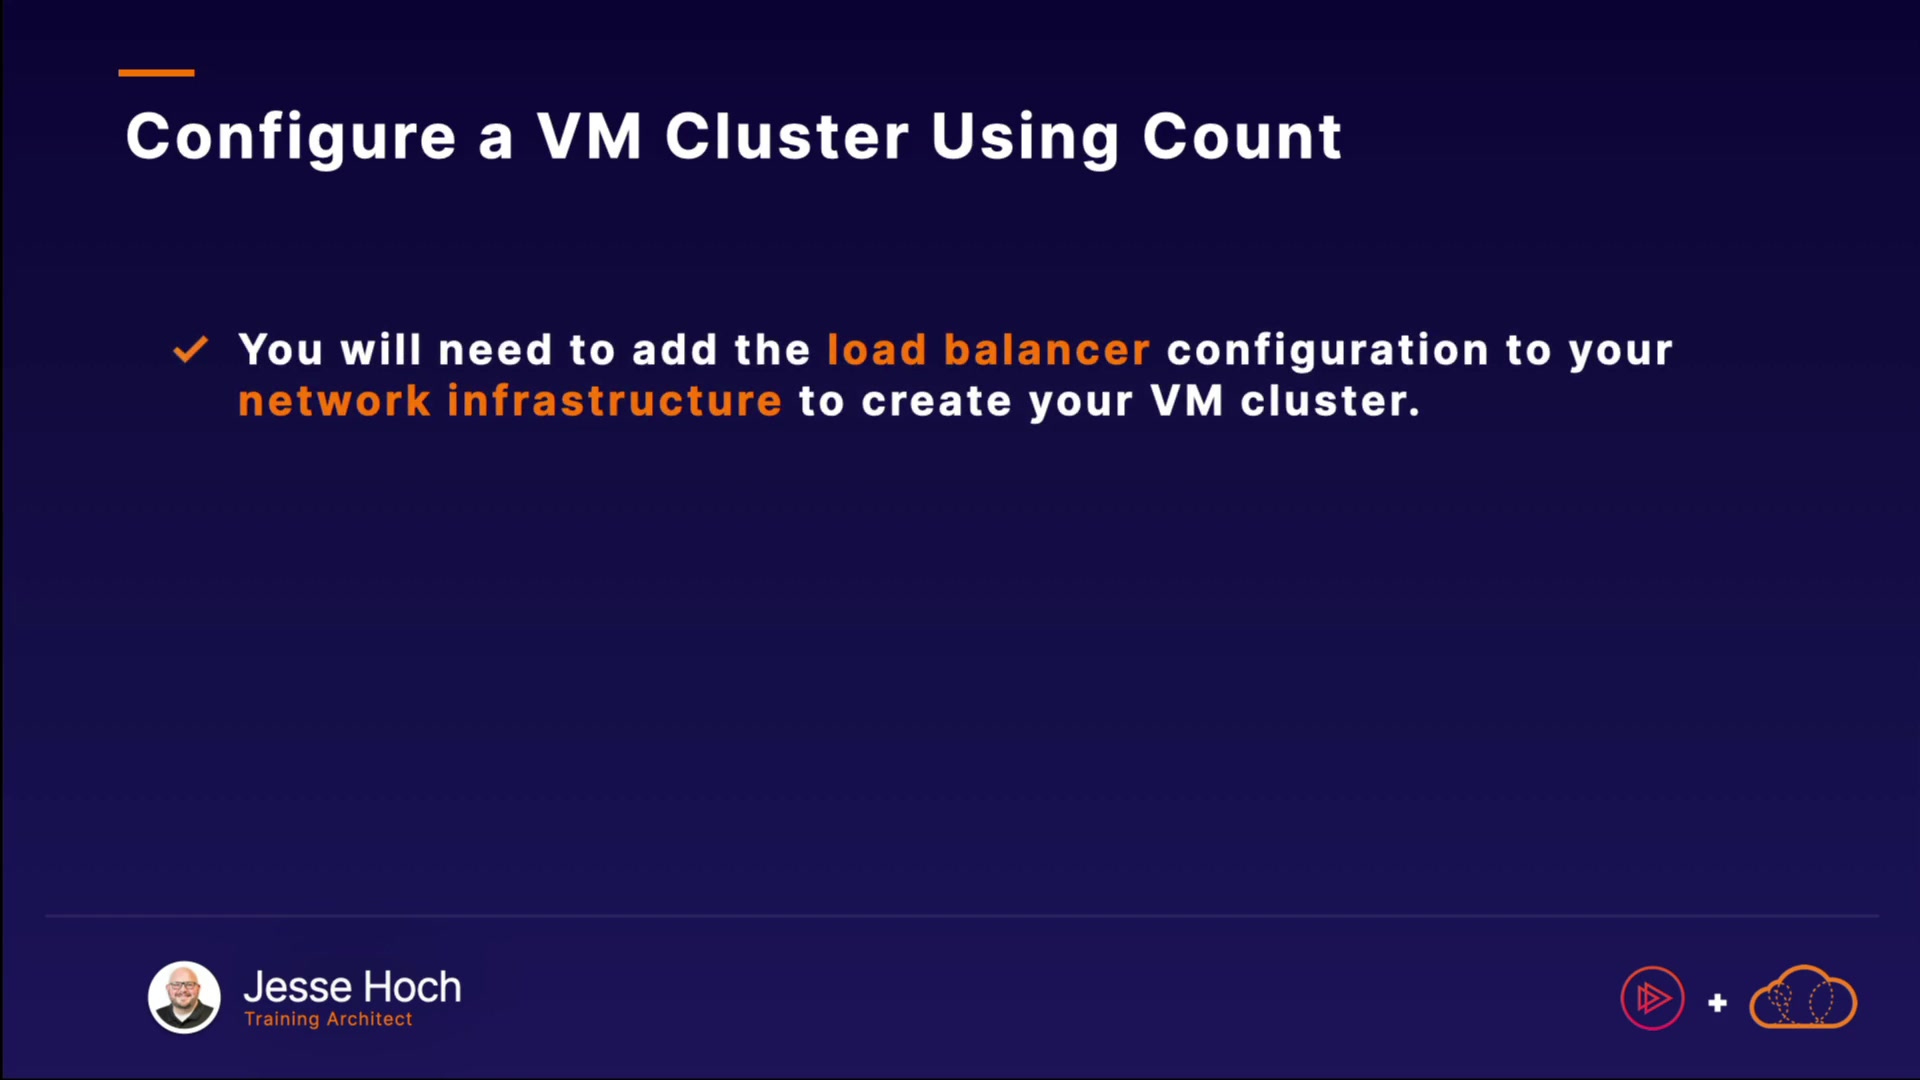 Configure a VM Cluster Using Count
You will need to add the load balancer configuration to your
network infrastructure to create your VM cluster.
Jesse Hoch
Training Architect
+